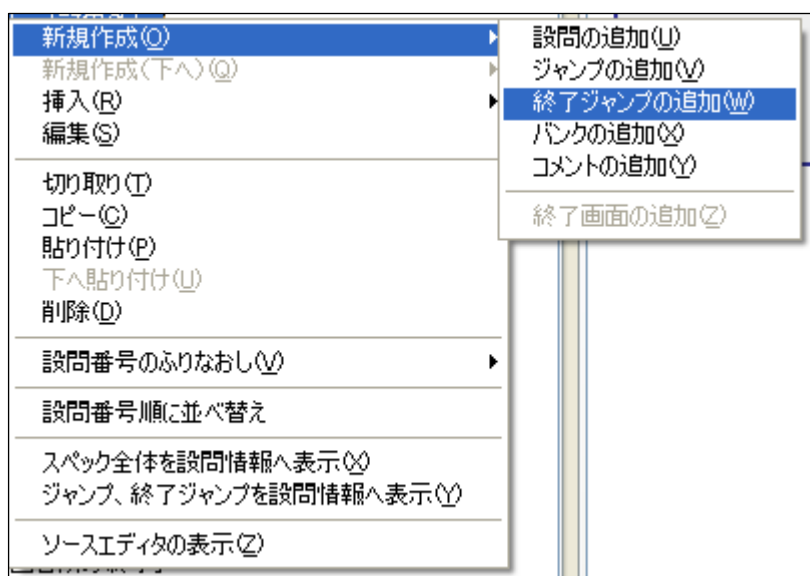 新規作成(O)
新規作成(下へ)(Q)
挿入(R)
編集(S)
切り取り(T)
コピー(C)
貼り付け(P)
下へ貼り付け(U)
削除(D)
設問番号のふりなおし(V)
設問番号順に並べ替え
スペック全体を設問情報へ表示(X)
ジャンプ、終了ジャンプを設問情報へ表示(Y)
ソースエディタの表示(Z)
設問の追加(U)
ジャンプの追加(V)
終了ジャンプの追加(W)
バンクの追加(X)
コメントの追加(Y)
終了画面の追加(Z)